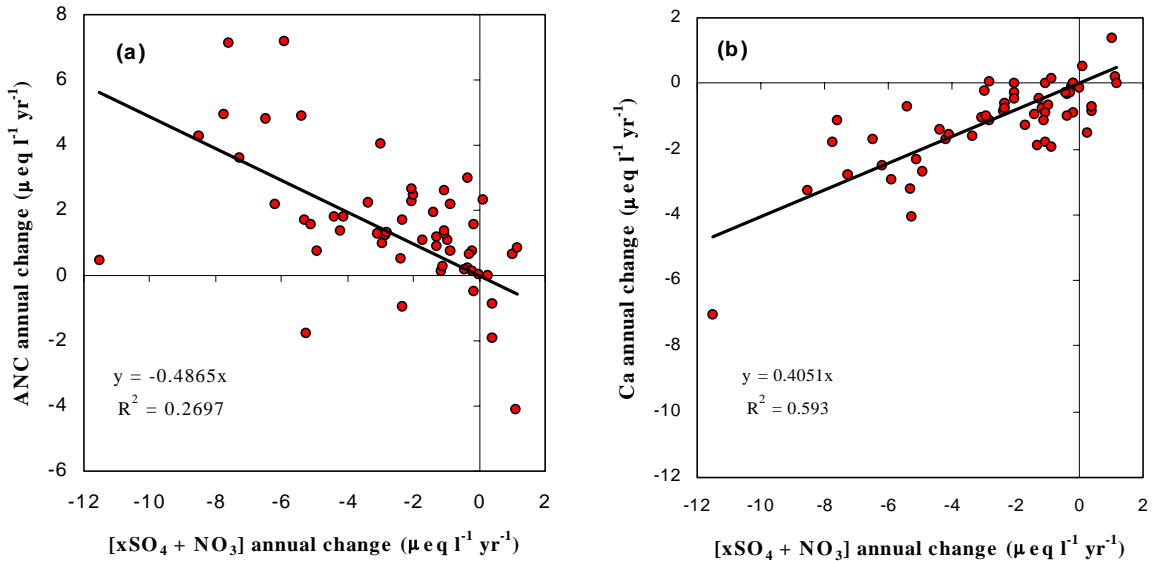 (a)
ANC annual change (μeq l⁻¹ yr⁻¹)
8
6
4
2
0
-2
-4
-6
y = -0.4865x
R² = 0.2697
-12 -10 -8 -6 -4 -2 0 2
[xSO₄ + NO₃] annual change (μeq l⁻¹ yr⁻¹)
(b)
Ca annual change (μeq l⁻¹ yr⁻¹)
2
0
-2
-4
-6
-8
-10
-12
y = 0.4051x
R² = 0.593
-12 -10 -8 -6 -4 -2 0 2
[xSO₄ + NO₃] annual change (μeq l⁻¹ yr⁻¹)